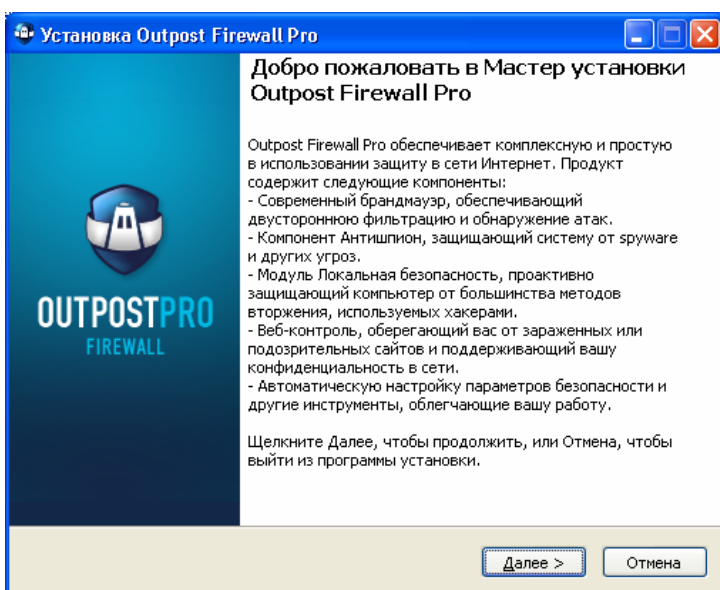 Установка Outpost Firewall Pro
Добро пожаловать в Мастер установки
Outpost Firewall Pro
Outpost Firewall Pro обеспечивает комплексную и простую
в использовании защиту в сети Интернет. Продукт
содержит следующие компоненты:
- Современный брандмауэр, обеспечивающий
двустороннюю фильтрацию и обнаружение атак.
- Компонент Антишпион, защищающий систему от spyware
и других угроз.
- Модуль Локальная безопасность, проактивно
защищающий компьютер от большинства методов
вторжения, используемых хакерами.
- Веб-контроль, оберегающий вас от зараженных или
подозрительных сайтов и поддерживающий вашу
конфиденциальность в сети.
- Автоматическую настройку параметров безопасности и
другие инструменты, облегчающие вашу работу.
Щелкните Далее, чтобы продолжить, или Отмена, чтобы
выйти из программы установки.
OUTPOSTPRO
FIREWALL
Далее >
Отмена